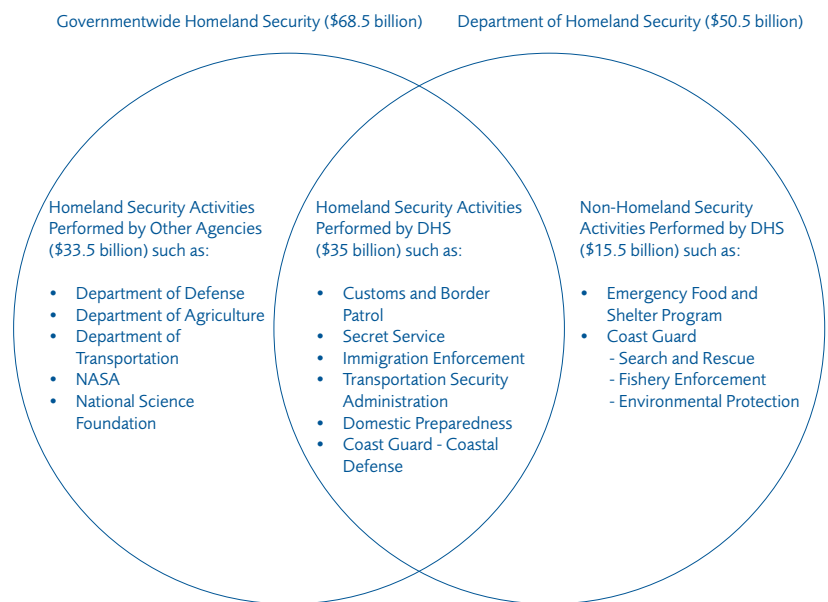 Governmentwide Homeland Security ($68.5 billion)
Department of Homeland Security ($50.5 billion)
Homeland Security Activities
Performed by Other Agencies
($33.5 billion) such as:
• Department of Defense
• Department of Agriculture
• Department of
Transportation
• NASA
• National Science
Foundation
Homeland Security Activities
Performed by DHS
($35 billion) such as:
• Customs and Border
Patrol
• Secret Service
• Immigration Enforcement
• Transportation Security
Administration
• Domestic Preparedness
• Coast Guard - Coastal
Defense
Non-Homeland Security
Activities Performed by DHS
($15.5 billion) such as:
• Emergency Food and
Shelter Program
• Coast Guard
- Search and Rescue
- Fishery Enforcement
- Environmental Protection